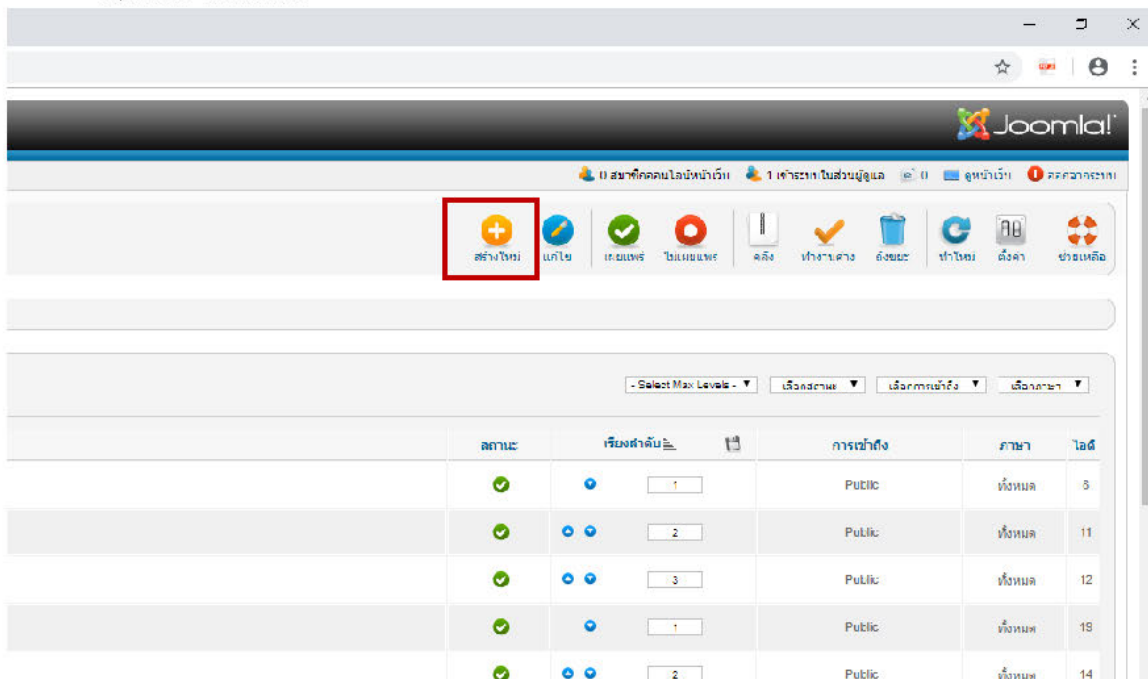 Joomla!
0 สมาชิกออนไลน์หน้าเว็บ 1 เข้าระบบในส่วนผู้ดูแล 0 ดูหน้าเว็บ ออกจากระบบ
สร้างใหม่ แก้ไข เผยแพร่ ไม่เผยแพร่ คลัง ทำงานค้าง ถังขยะ ทำใหม่ ตั้งค่า ช่วยเหลือ
- Select Max Levels - เลือกสถานะ เลือกการเข้าถึง เลือกภาษา
สถานะ เรียงลำดับ การเข้าถึง ภาษา ไอดี
1 Public ทั้งหมด
2 Public ทั้งหมด 11
3 Public ทั้งหมด 12
1 Public ทั้งหมด 19
2 Public ทั้งหมด 14